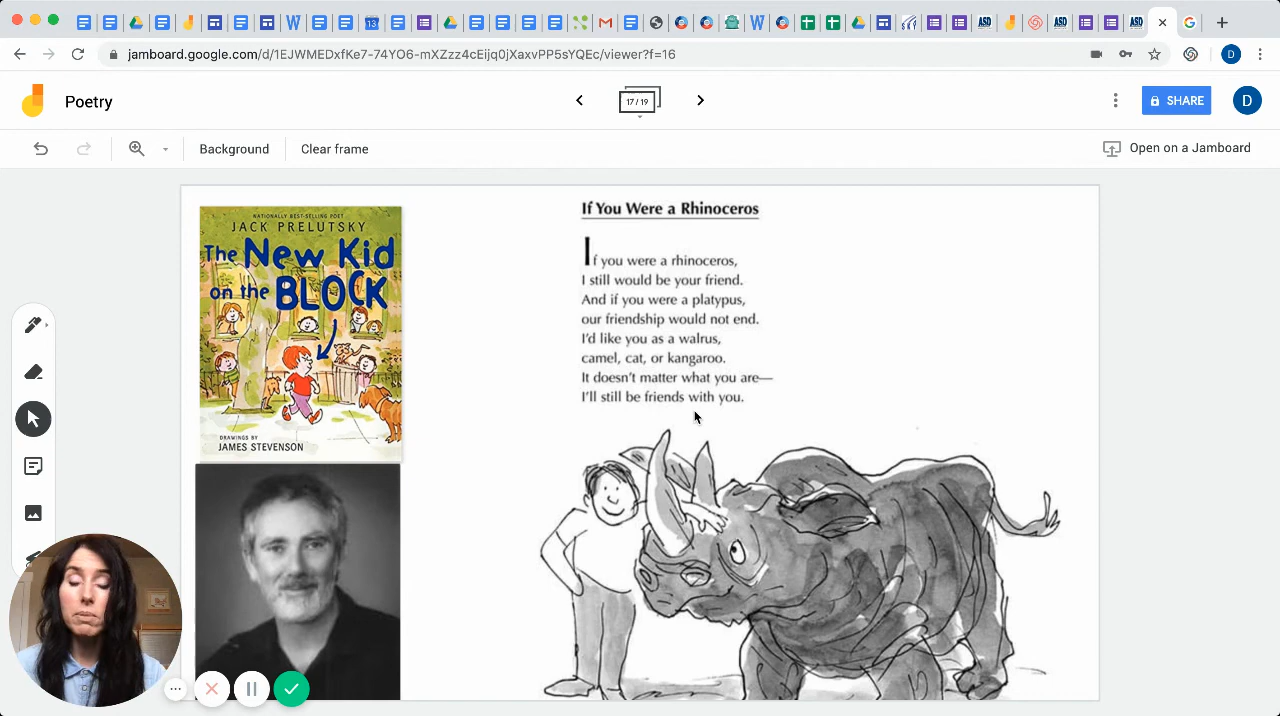 13
W
W
ASD
ASD
ASD
jamboard.google.com/d/1EJWMEDxfKe7-74YO6-mXZzz4cEijq0jXaxvPP5sYQEc/viewer?f=16
D
Poetry
17 / 19
SHARE
D
Background
Clear frame
Open on a Jamboard
NATIONALLY BEST-SELLING POET
JACK PRELUTSKY
The New Kid
on the BLOCK
DRAWINGS BY
JAMES STEVENSON
If You Were a Rhinoceros
If you were a rhinoceros,
I still would be your friend.
And if you were a platypus,
our friendship would not end.
I'd like you as a walrus,
camel, cat, or kangaroo.
It doesn't matter what you are—
I'll still be friends with you.